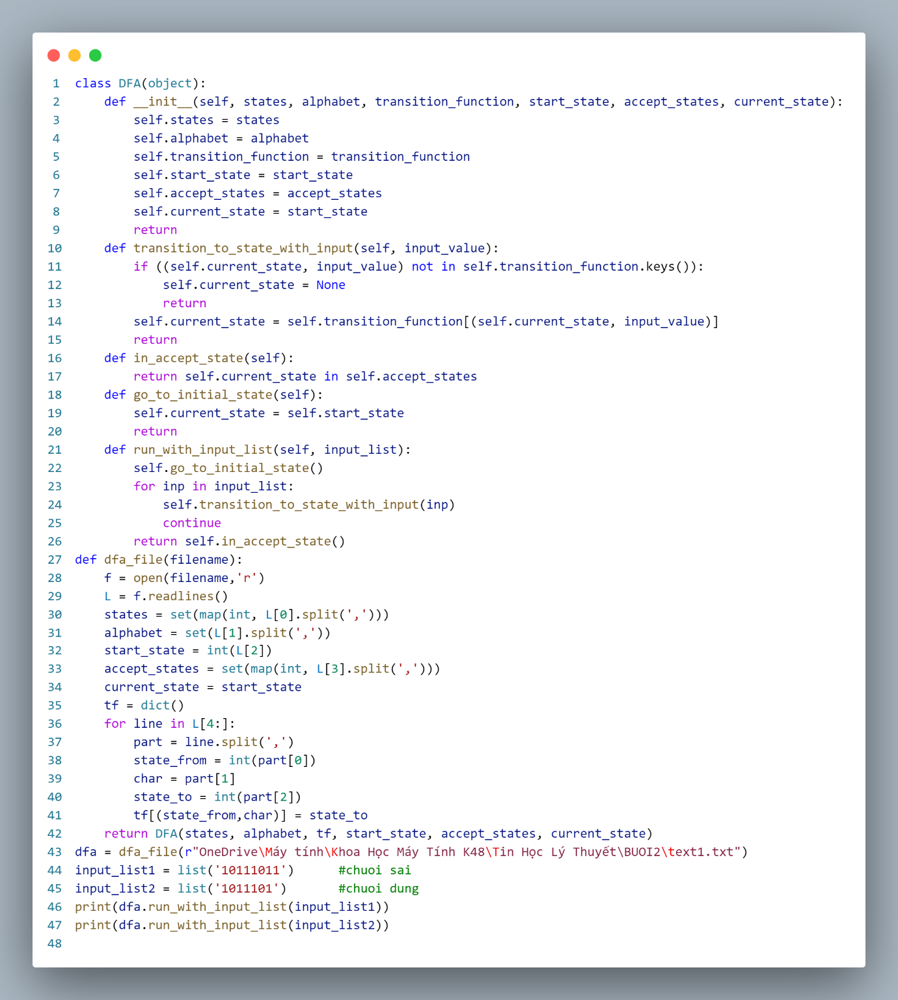 1 class DFA(object):
2     def __init__(self, states, alphabet, transition_function, start_state, accept_states, current_state):
3         self.states = states
4         self.alphabet = alphabet
5         self.transition_function = transition_function
6         self.start_state = start_state
7         self.accept_states = accept_states
8         self.current_state = start_state
9         return
10     def transition_to_state_with_input(self, input_value):
11         if ((self.current_state, input_value) not in self.transition_function.keys()):
12             self.current_state = None
13             return
14         self.current_state = self.transition_function[(self.current_state, input_value)]
15         return
16     def in_accept_state(self):
17         return self.current_state in self.accept_states
18     def go_to_initial_state(self):
19         self.current_state = self.start_state
20         return
21     def run_with_input_list(self, input_list):
22         self.go_to_initial_state()
23         for inp in input_list:
24             self.transition_to_state_with_input(inp)
25             continue
26         return self.in_accept_state()
27 def dfa_file(filename):
28     f = open(filename,'r')
29     L = f.readlines()
30     states = set(map(int, L[0].split(',')))
31     alphabet = set(L[1].split(','))
32     start_state = int(L[2])
33     accept_states = set(map(int, L[3].split(',')))
34     current_state = start_state
35     tf = dict()
36     for line in L[4:]:
37         part = line.split(',')
38         state_from = int(part[0])
39         char = part[1]
40         state_to = int(part[2])
41         tf[(state_from,char)] = state_to
42     return DFA(states, alphabet, tf, start_state, accept_states, current_state)
43 dfa = dfa_file(r"OneDrive\Máy tính\Khoa Học Máy Tính K48\Tin Học Lý Thuyết\BUOI2\text1.txt")
44 input_list1 = list('10111011')      #chuoi sai
45 input_list2 = list('1011101')       #chuoi dung
46 print(dfa.run_with_input_list(input_list1))
47 print(dfa.run_with_input_list(input_list2))
48